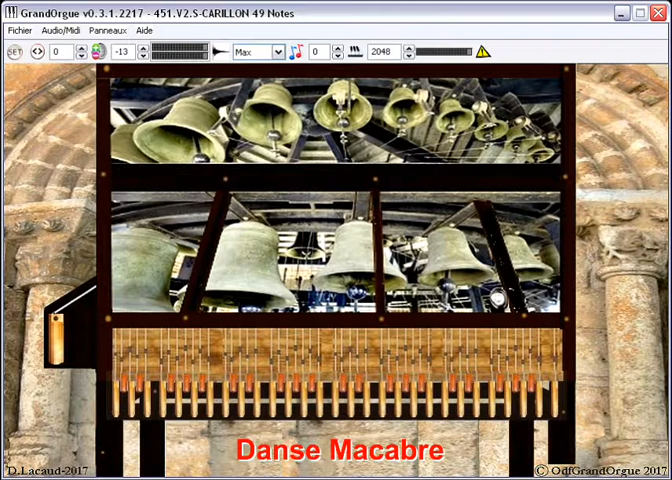 GrandOrgue v0.3.1.2217 - 451.V2.S-CARILLON 49 Notes
Fichier Audio/Midi Panneaux Aide
SET 0 -13 Max 0 2048
Danse Macabre
D.Lacaud-2017 © OdfGrandOrgue 2017